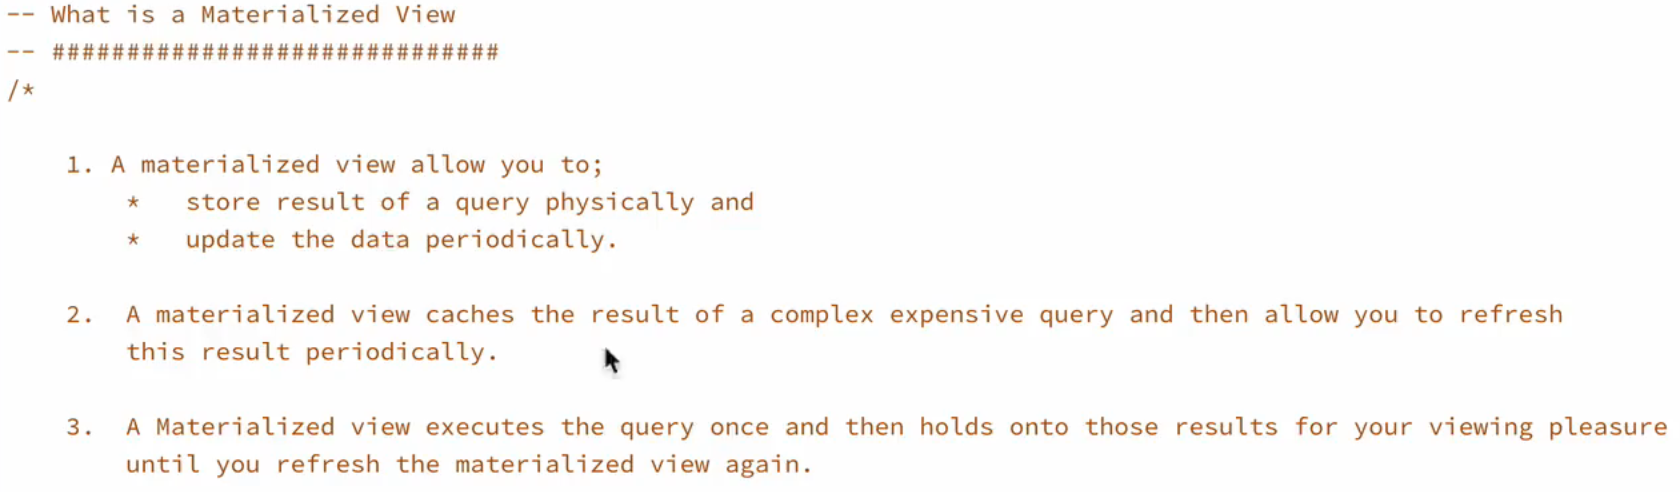 -- What is a Materialized View
-- ##############################
/*
1. A materialized view allow you to;
* store result of a query physically and
* update the data periodically.
2. A materialized view caches the result of a complex expensive query and then allow you to refresh
this result periodically.
3. A Materialized view executes the query once and then holds onto those results for your viewing pleasure
until you refresh the materialized view again.